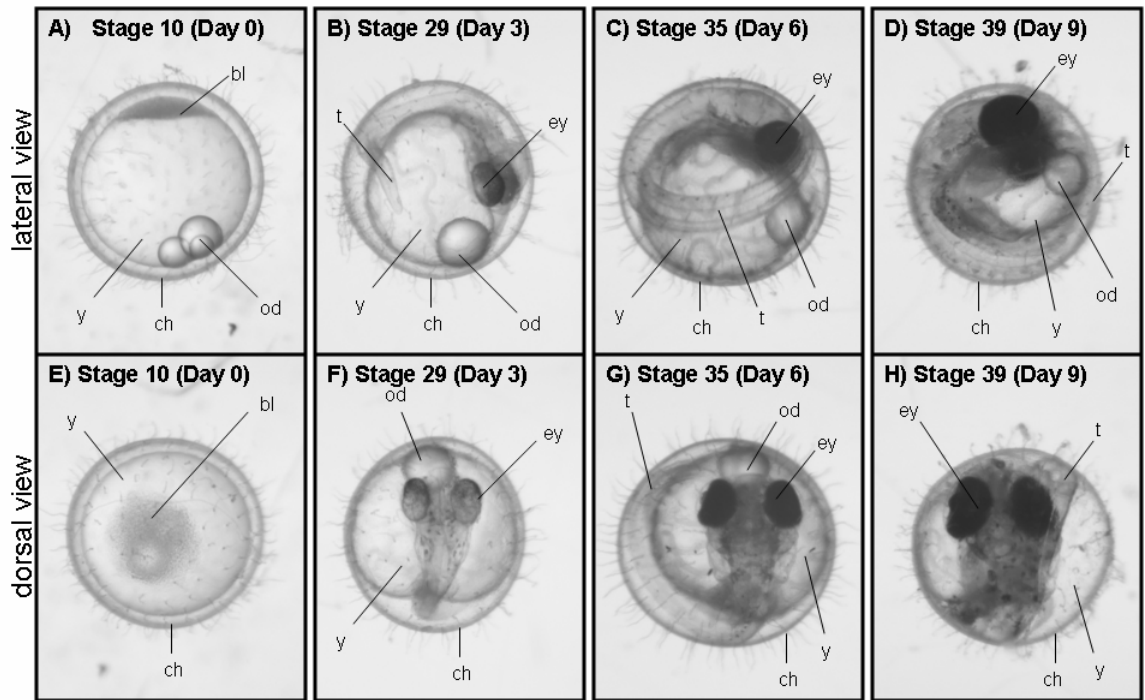 A) Stage 10 (Day 0)
bl
y
ch
od
B) Stage 29 (Day 3)
t
ey
y
ch
od
C) Stage 35 (Day 6)
ey
y
ch
t
od
D) Stage 39 (Day 9)
ey
t
od
ch
y
lateral view
E) Stage 10 (Day 0)
y
bl
ch
F) Stage 29 (Day 3)
od
ey
y
ch
G) Stage 35 (Day 6)
t
od
ey
y
ch
H) Stage 39 (Day 9)
ey
t
ch
y
dorsal view